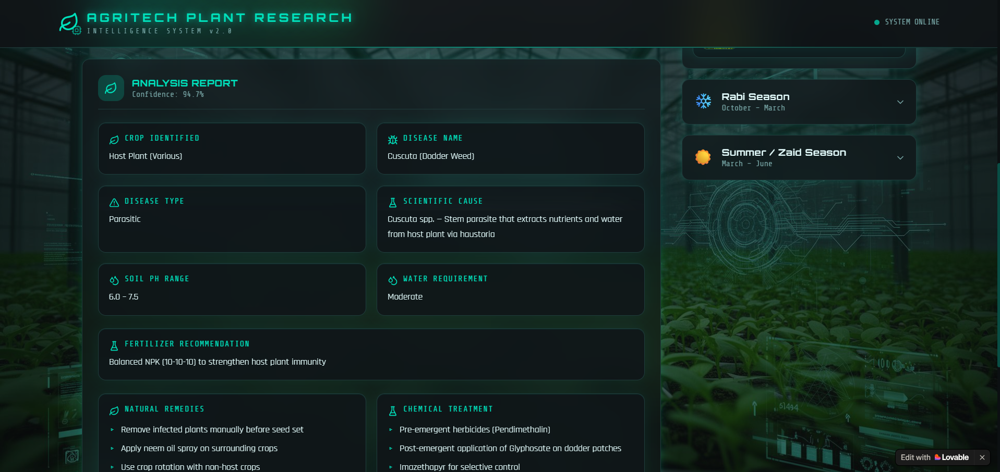 AGRITECH PLANT RESEARCH
INTELLIGENCE SYSTEM v2.0
SYSTEM ONLINE
ANALYSIS REPORT
Confidence: 94.7%
CROP IDENTIFIED
Host Plant (Various)
DISEASE NAME
Cuscuta (Dodder Weed)
DISEASE TYPE
Parasitic
SCIENTIFIC CAUSE
Cuscuta spp. — Stem parasite that extracts nutrients and water
from host plant via haustoria
SOIL PH RANGE
6.0 – 7.5
WATER REQUIREMENT
Moderate
FERTILIZER RECOMMENDATION
Balanced NPK (10-10-10) to strengthen host plant immunity
NATURAL REMEDIES
▹ Remove infected plants manually before seed set
▹ Apply neem oil spray on surrounding crops
▹ Use crop rotation with non-host crops
CHEMICAL TREATMENT
▹ Pre-emergent herbicides (Pendimethalin)
▹ Post-emergent application of Glyphosate on dodder patches
▹ Imazethapyr for selective control
Rabi Season
October – March
Summer / Zaid Season
March – June
Edit with Lovable